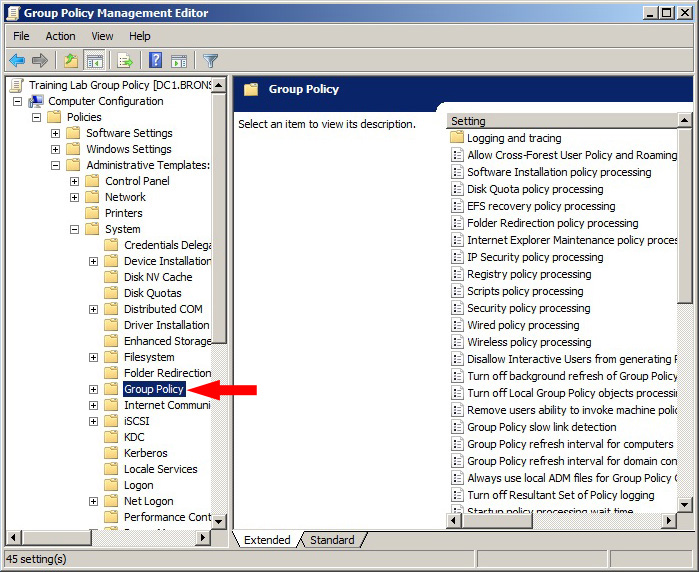 Group Policy Management Editor
File Action View Help
Training Lab Group Policy [DC1.BRONS
Computer Configuration
Policies
Software Settings
Windows Settings
Administrative Templates:
Control Panel
Network
Printers
System
Credentials Delega
Device Installation
Disk NV Cache
Disk Quotas
Distributed COM
Driver Installation
Enhanced Storage
Filesystem
Folder Redirection
Group Policy
Internet Communi
iSCSI
KDC
Kerberos
Locale Services
Logon
Net Logon
Performance Cont
Group Policy
Select an item to view its description.
Setting
Logging and tracing
Allow Cross-Forest User Policy and Roaming
Software Installation policy processing
Disk Quota policy processing
EFS recovery policy processing
Folder Redirection policy processing
Internet Explorer Maintenance policy proces
IP Security policy processing
Registry policy processing
Scripts policy processing
Security policy processing
Wired policy processing
Wireless policy processing
Disallow Interactive Users from generating R
Turn off background refresh of Group Policy
Turn off Local Group Policy objects processin
Remove users ability to invoke machine polic
Group Policy slow link detection
Group Policy refresh interval for computers
Group Policy refresh interval for domain con
Always use local ADM files for Group Policy O
Turn off Resultant Set of Policy logging
Startup policy processing wait time
Extended Standard
45 setting(s)